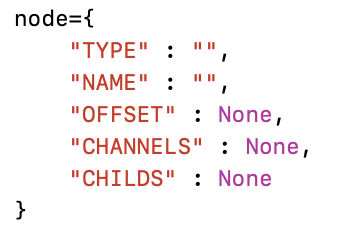 node={
    "TYPE" : "",
    "NAME" : "",
    "OFFSET" : None,
    "CHANNELS" : None,
    "CHILDS" : None
}